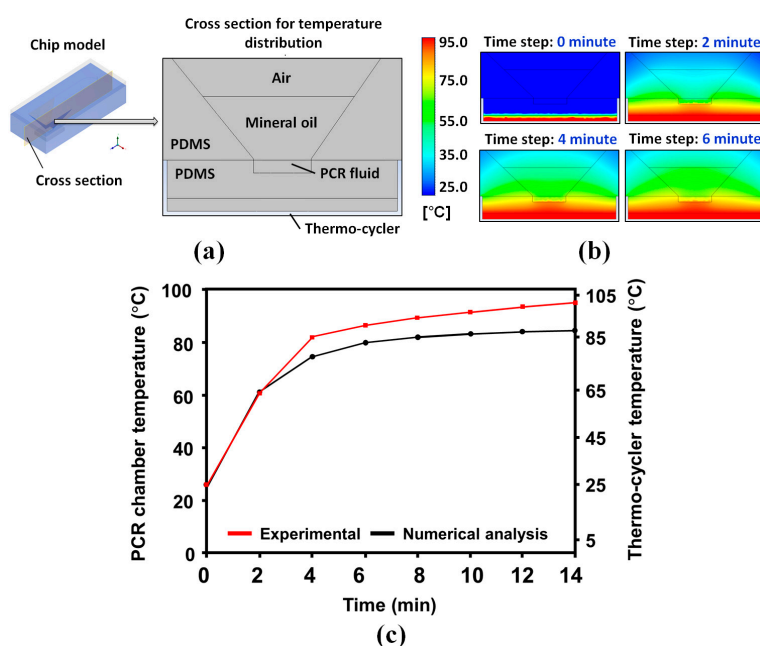 Chip model
Cross section
Cross section for temperature
distribution
Air
Mineral oil
PDMS
PDMS
PCR fluid
Thermo-cycler
(a)
95.0
75.0
55.0
35.0
25.0
[°C]
Time step: 0 minute
Time step: 2 minute
Time step: 4 minute
Time step: 6 minute
(b)
PCR chamber temperature (°C)
100
80
60
40
20
0
Thermo-cycler temperature (°C)
105
85
65
45
25
5
Experimental
Numerical analysis
0 2 4 6 8 10 12 14
Time (min)
(c)